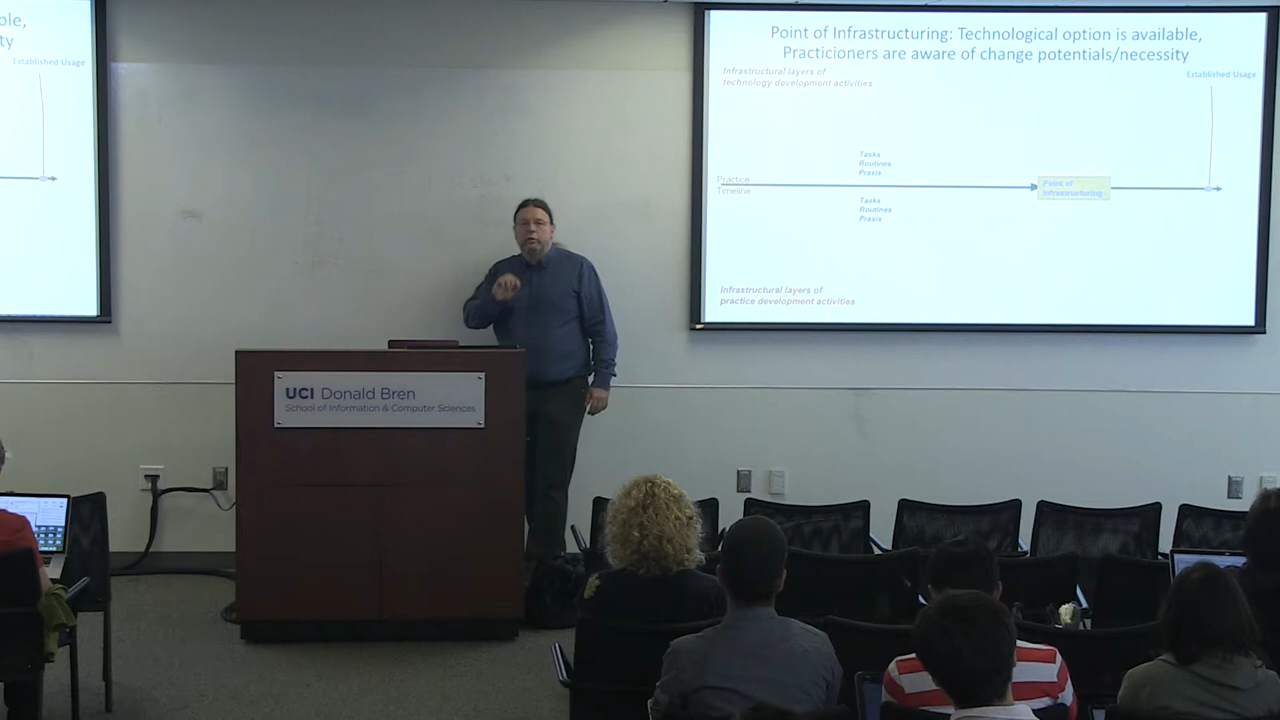 ble,
ty
Established Usage
Point of Infrastructuring: Technological option is available,
Practicioners are aware of change potentials/necessity
Infrastructural layers of
technology development activities
Established Usage
Tasks
Routines
Praxis
Practice
Timeline
Point of
Infrastructuring
Tasks
Routines
Praxis
Infrastructural layers of
practice development activities
UCI Donald Bren
School of Information & Computer Sciences